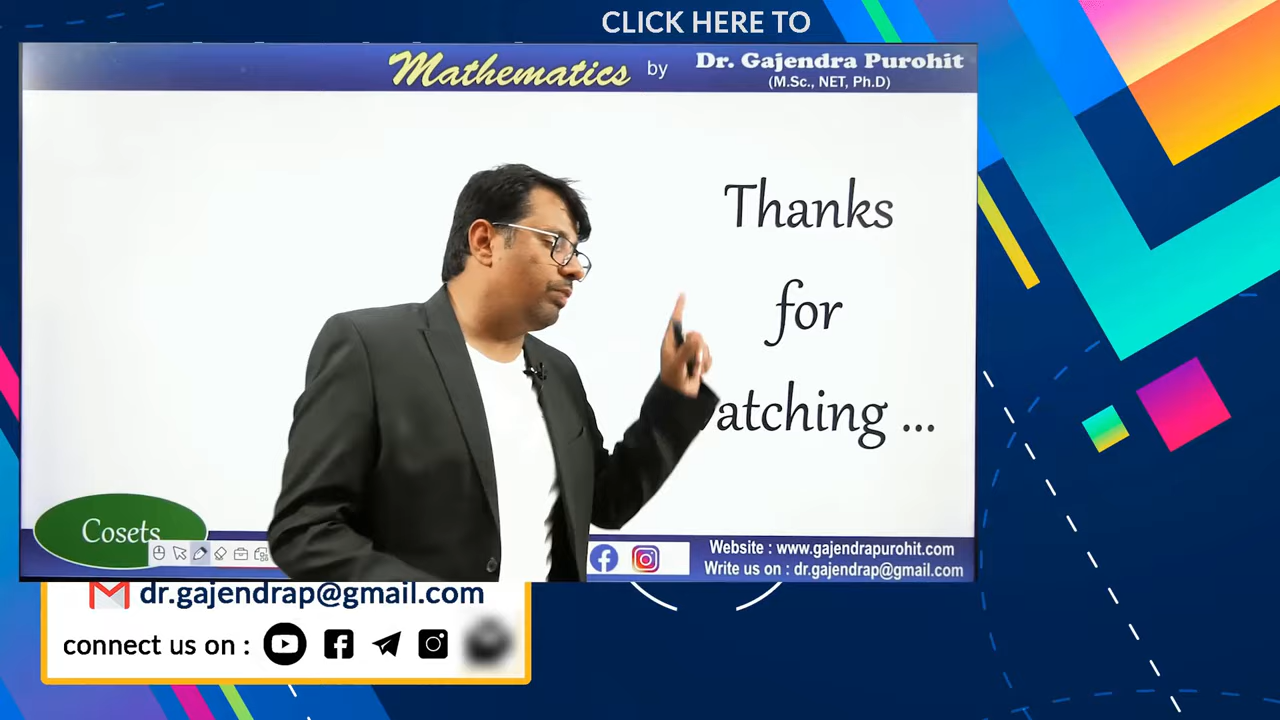 CLICK HERE TO
Mathematics by Dr. Gajendra Purohit
(M.Sc., NET, Ph.D)
Thanks
for
atching ...
Cosets
Website : www.gajendrapurohit.com
Write us on : dr.gajendrap@gmail.com
dr.gajendrap@gmail.com
connect us on :